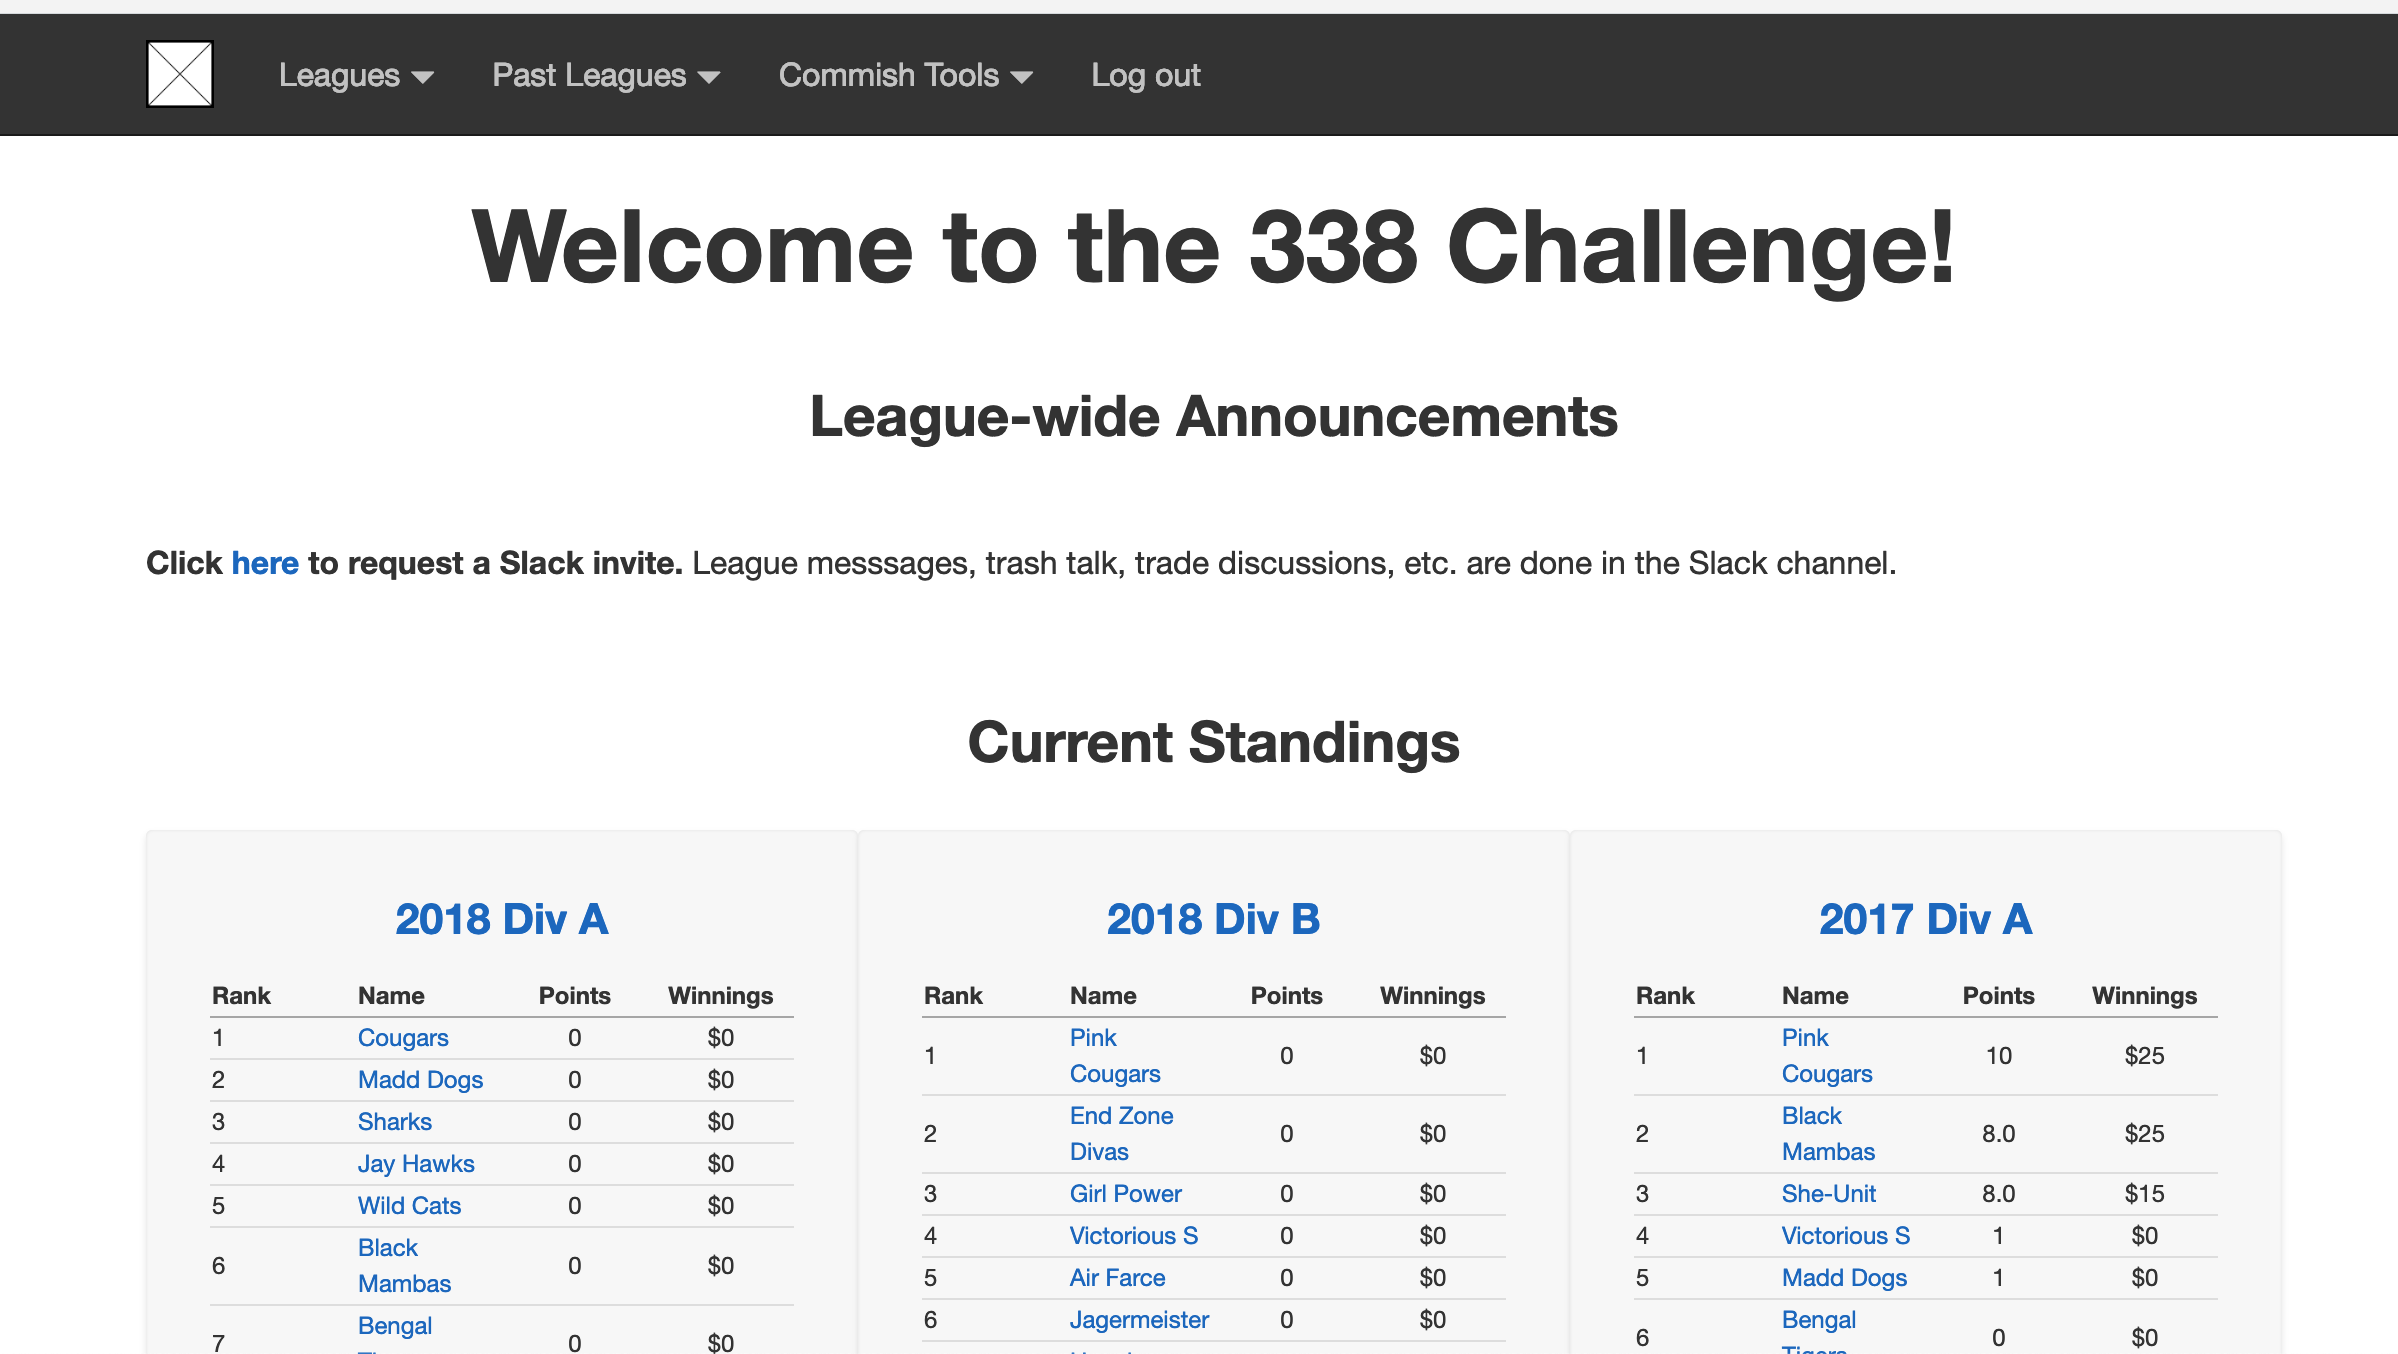 Leagues Past Leagues Commish Tools Log out
Welcome to the 338 Challenge!
League-wide Announcements
Click here to request a Slack invite. League messsages, trash talk, trade discussions, etc. are done in the Slack channel.
Current Standings
2018 Div A
Rank Name Points Winnings
1 Cougars 0 $0
2 Madd Dogs 0 $0
3 Sharks 0 $0
4 Jay Hawks 0 $0
5 Wild Cats 0 $0
6 Black Mambas 0 $0
7 Bengal 0 $0
2018 Div B
Rank Name Points Winnings
1 Pink Cougars 0 $0
2 End Zone Divas 0 $0
3 Girl Power 0 $0
4 Victorious S 0 $0
5 Air Farce 0 $0
6 Jagermeister 0 $0
2017 Div A
Rank Name Points Winnings
1 Pink Cougars 10 $25
2 Black Mambas 8.0 $25
3 She-Unit 8.0 $15
4 Victorious S 1 $0
5 Madd Dogs 1 $0
6 Bengal Tigers 0 $0